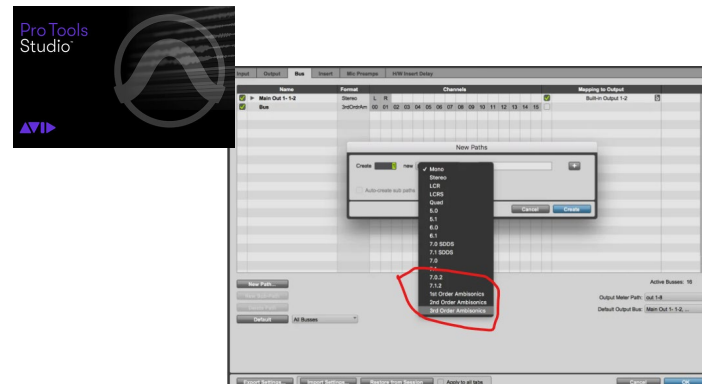 Pro Tools
Studio
AVID
Input Output Bus Insert Mic Preamps H/W Insert Delay
Name Format Channels Mapping to Output
Main Out 1- 1-2 Stereo L R Built-in Output 1-2
Bus 3rdOrdrAm 00 01 02 03 04 05 06 07 08 09 10 11 12 13 14 15
New Paths
Create new
Auto-create sub paths
Mono
Stereo
LCR
LCRS
Quad
5.0
5.1
6.0
6.1
7.0 SDDS
7.1 SDDS
7.0
7.0.2
7.1.2
1st Order Ambisonics
2nd Order Ambisonics
3rd Order Ambisonics
Cancel Create
New Path...
Default All Busses
Active Busses: 16
Output Meter Path: out 1-8
Default Output Bus: Main Out 1- 1-2, ...
Export Settings... Import Settings... Restore from Session Apply to all tabs Cancel OK